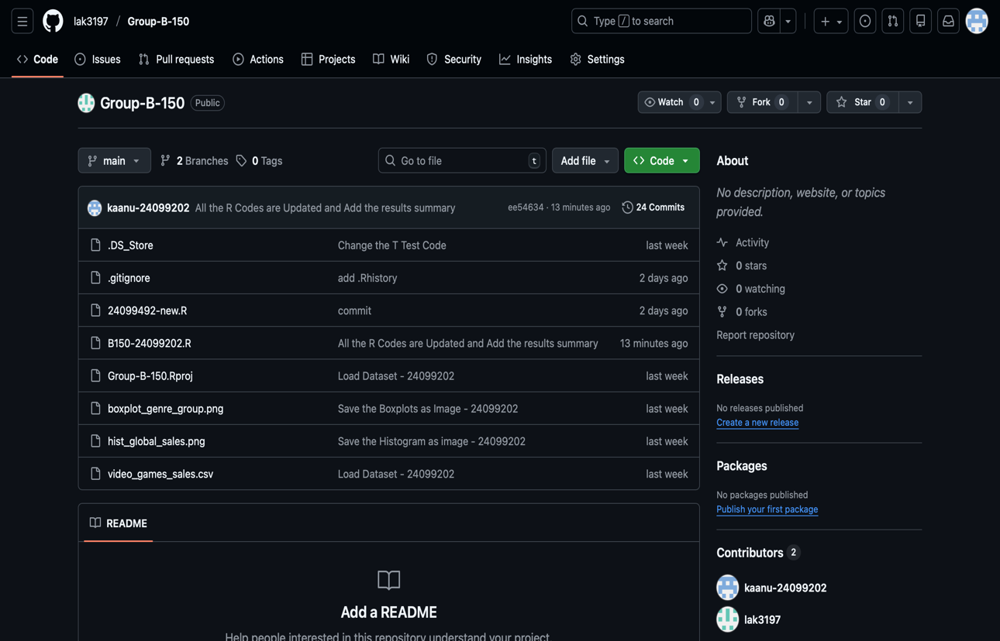 lak3197 / Group-B-150
Type / to search
Code
Issues
Pull requests
Actions
Projects
Wiki
Security
Insights
Settings
Group-B-150 Public
Watch 0
Fork 0
Star 0
main
2 Branches
0 Tags
Go to file t
Add file
Code
kaanu-24099202 All the R Codes are Updated and Add the results summary ee54634 · 13 minutes ago 24 Commits
.DS_Store Change the T Test Code last week
.gitignore add .Rhistory 2 days ago
24099492-new.R commit 2 days ago
B150-24099202.R All the R Codes are Updated and Add the results summary 13 minutes ago
Group-B-150.Rproj Load Dataset - 24099202 last week
boxplot_genre_group.png Save the Boxplots as Image - 24099202 last week
hist_global_sales.png Save the Histogram as image - 24099202 last week
video_games_sales.csv Load Dataset - 24099202 last week
README
Add a README
Help people interested in this repository understand your project
About
No description, website, or topics
provided.
Activity
0 stars
0 watching
0 forks
Report repository
Releases
No releases published
Create a new release
Packages
No packages published
Publish your first package
Contributors 2
kaanu-24099202
lak3197